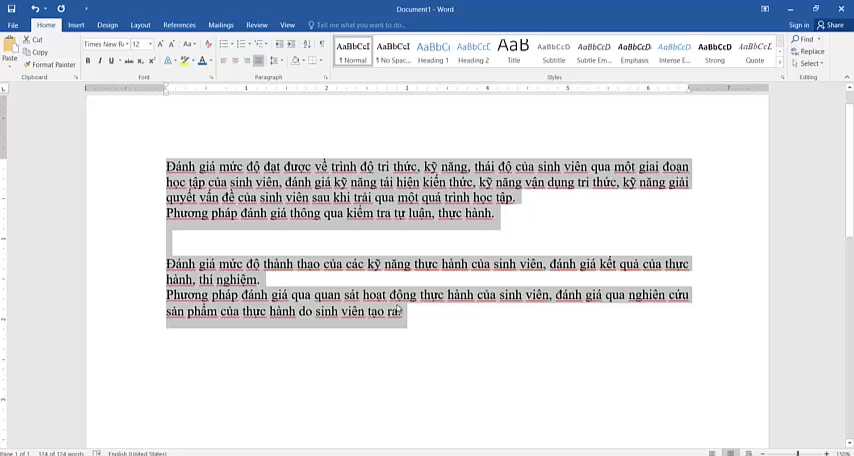 Document1 - Word
Sign in Share
File Home Insert Design Layout References Mailings Review View Tell me what you want to do...
Cut
Copy
Format Painter
Paste
Times New R 12
AaBbCcI AaBbCcI AaBbC AaBbCcI AaB AaBbCcD AaBbCcD AaBbCcD AaBbCcD AaBbCcD AaBbCcD
¶ Normal ¶ No Spac... Heading 1 Heading 2 Title Subtitle Subtle Em... Emphasis Intense E... Strong Quote
Find
Replace
Select
Clipboard Font Paragraph Styles Editing
Đánh giá mức độ đạt được về trình độ tri thức, kỹ năng, thái độ của sinh viên qua một giai đoạn
học tập của sinh viên, đánh giá kỹ năng tái hiện kiến thức, kỹ năng vận dụng tri thức, kỹ năng giải
quyết vấn đề của sinh viên sau khi trải qua một quá trình học tập.
Phương pháp đánh giá thông qua kiểm tra tự luân, thực hành.
Đánh giá mức độ thành thao của các kỹ năng thực hành của sinh viên, đánh giá kết quả của thực
hành, thí nghiệm.
Phương pháp đánh giá qua quan sát hoạt động thực hành của sinh viên, đánh giá qua nghiên cứu
sản phẩm của thực hành do sinh viên tạo ra.
Page 1 of 1 124 of 124 words English (United States) 150%